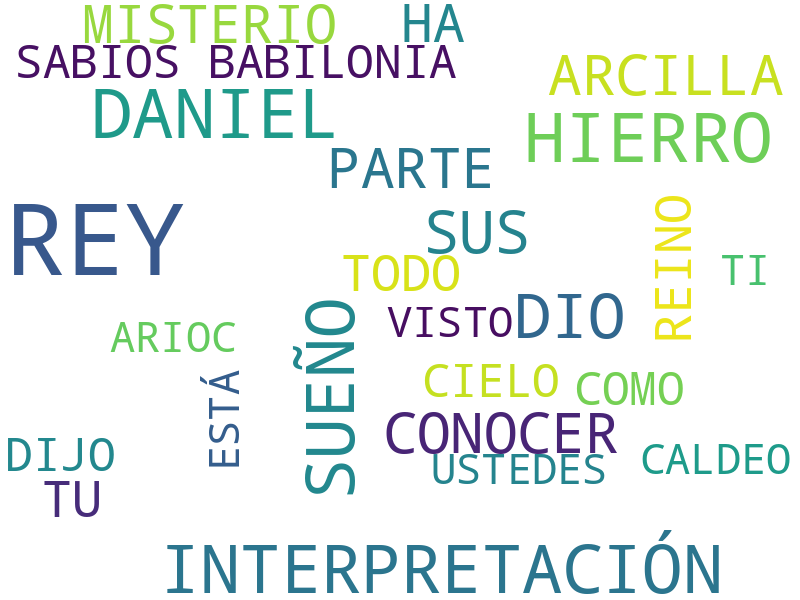 MISTERIO
HA
SABIOS BABILONIA
ARCILLA
DANIEL
HIERRO
PARTE
REY
SUS
REINO
TODO
TI
SUEÑO
VISTO
DIO
ARIOC
CIELO
COMO
ESTÁ
CONOCER
DIJO
USTEDES
CALDEO
TU
INTERPRETACIÓN